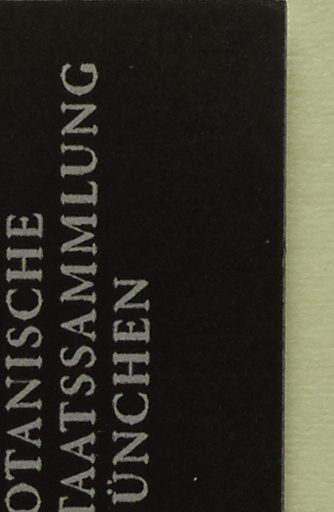 OTANISCHE
TAATSSAMMLUNG
ÜNCHEN